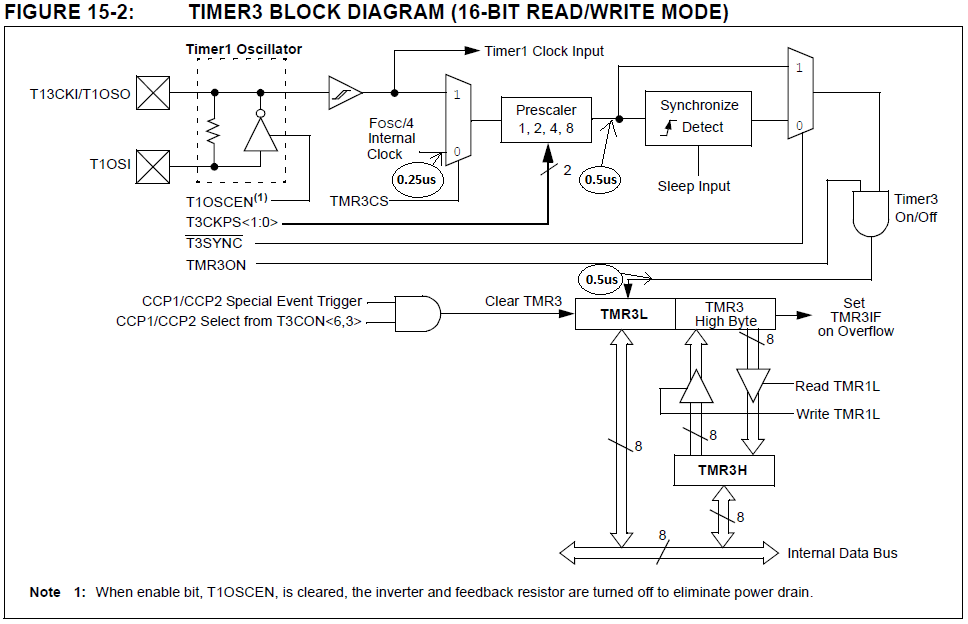 FIGURE 15-2: TIMER3 BLOCK DIAGRAM (16-BIT READ/WRITE MODE)
Timer1 Oscillator
Timer1 Clock Input
T13CKI/T1OSO
1
1
Prescaler
1, 2, 4, 8
Synchronize
Detect
FOSC/4
Internal
Clock
0
0
2
T1OSI
0.25us
0.5us
Sleep Input
T1OSCEN(1)
TMR3CS
Timer3
On/Off
T3CKPS<1:0>
T3SYNC
TMR3ON
0.5us
CCP1/CCP2 Special Event Trigger
CCP1/CCP2 Select from T3CON<6,3>
Clear TMR3
TMR3L
TMR3
High Byte
Set
TMR3IF
on Overflow
8
Read TMR1L
Write TMR1L
8
8
TMR3H
8
8
Internal Data Bus
Note 1: When enable bit, T1OSCEN, is cleared, the inverter and feedback resistor are turned off to eliminate power drain.